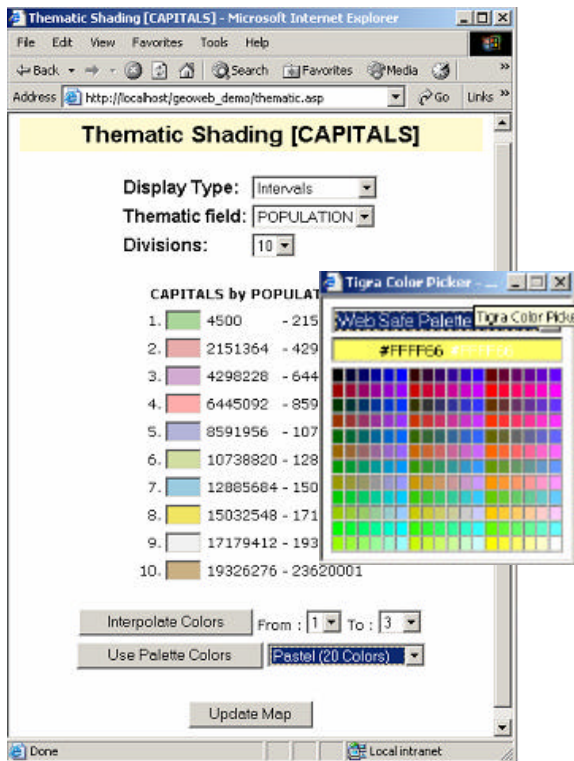 Thematic Shading [CAPITALS] - Microsoft Internet Explorer
File Edit View Favorites Tools Help
Back Search Favorites Media »
Address http://localhost/geoweb_demo/thematic.asp Go Links »
Thematic Shading [CAPITALS]
Display Type: Intervals
Thematic field: POPULATION
Divisions: 10
CAPITALS by POPULAT
1. 4500 - 215
2. 2151364 - 429
3. 4298228 - 644
4. 6445092 - 859
5. 8591956 - 107
6. 10738820 - 128
7. 12885684 - 150
8. 15032548 - 171
9. 17179412 - 193
10. 19326276 - 23620001
Tigra Color Picker - ...
Web Safe Palette
Tigra Color Picke
#FFFF66 #FFFF66
Interpolate Colors From : 1 To : 3
Use Palette Colors Pastel (20 Colors)
Update Map
Done Local intranet